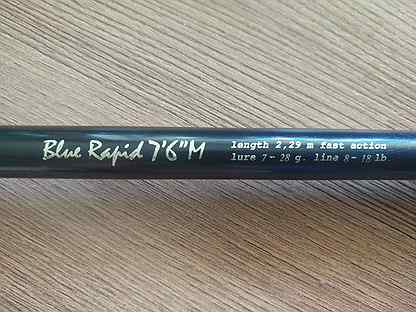 Blue Rapid 7'6"M
length 2,29 m fast action
lure 7-28 g. line 8-18 lb